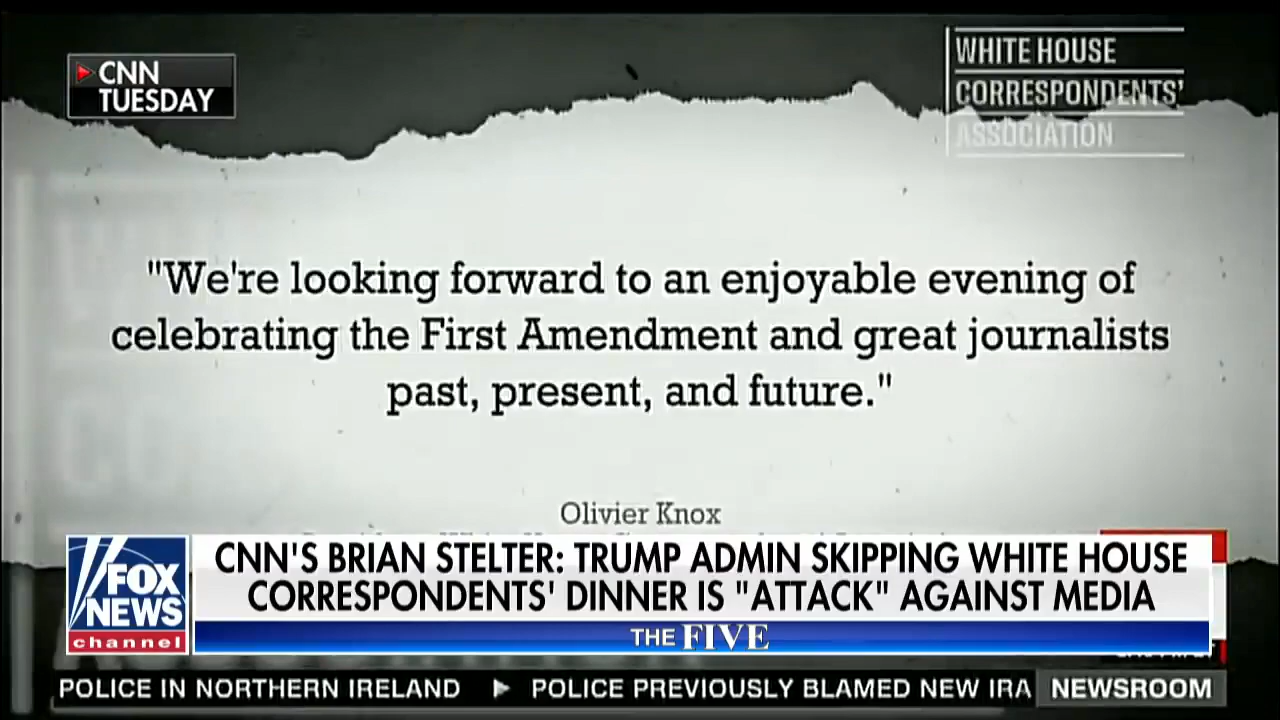 CNN
TUESDAY
WHITE HOUSE
CORRESPONDENTS'
ASSOCIATION
"We're looking forward to an enjoyable evening of
celebrating the First Amendment and great journalists
past, present, and future."
Olivier Knox
FOX
NEWS
channel
CNN'S BRIAN STELTER: TRUMP ADMIN SKIPPING WHITE HOUSE
CORRESPONDENTS' DINNER IS "ATTACK" AGAINST MEDIA
THE FIVE
POLICE IN NORTHERN IRELAND ▶ POLICE PREVIOUSLY BLAMED NEW IRA
NEWSROOM